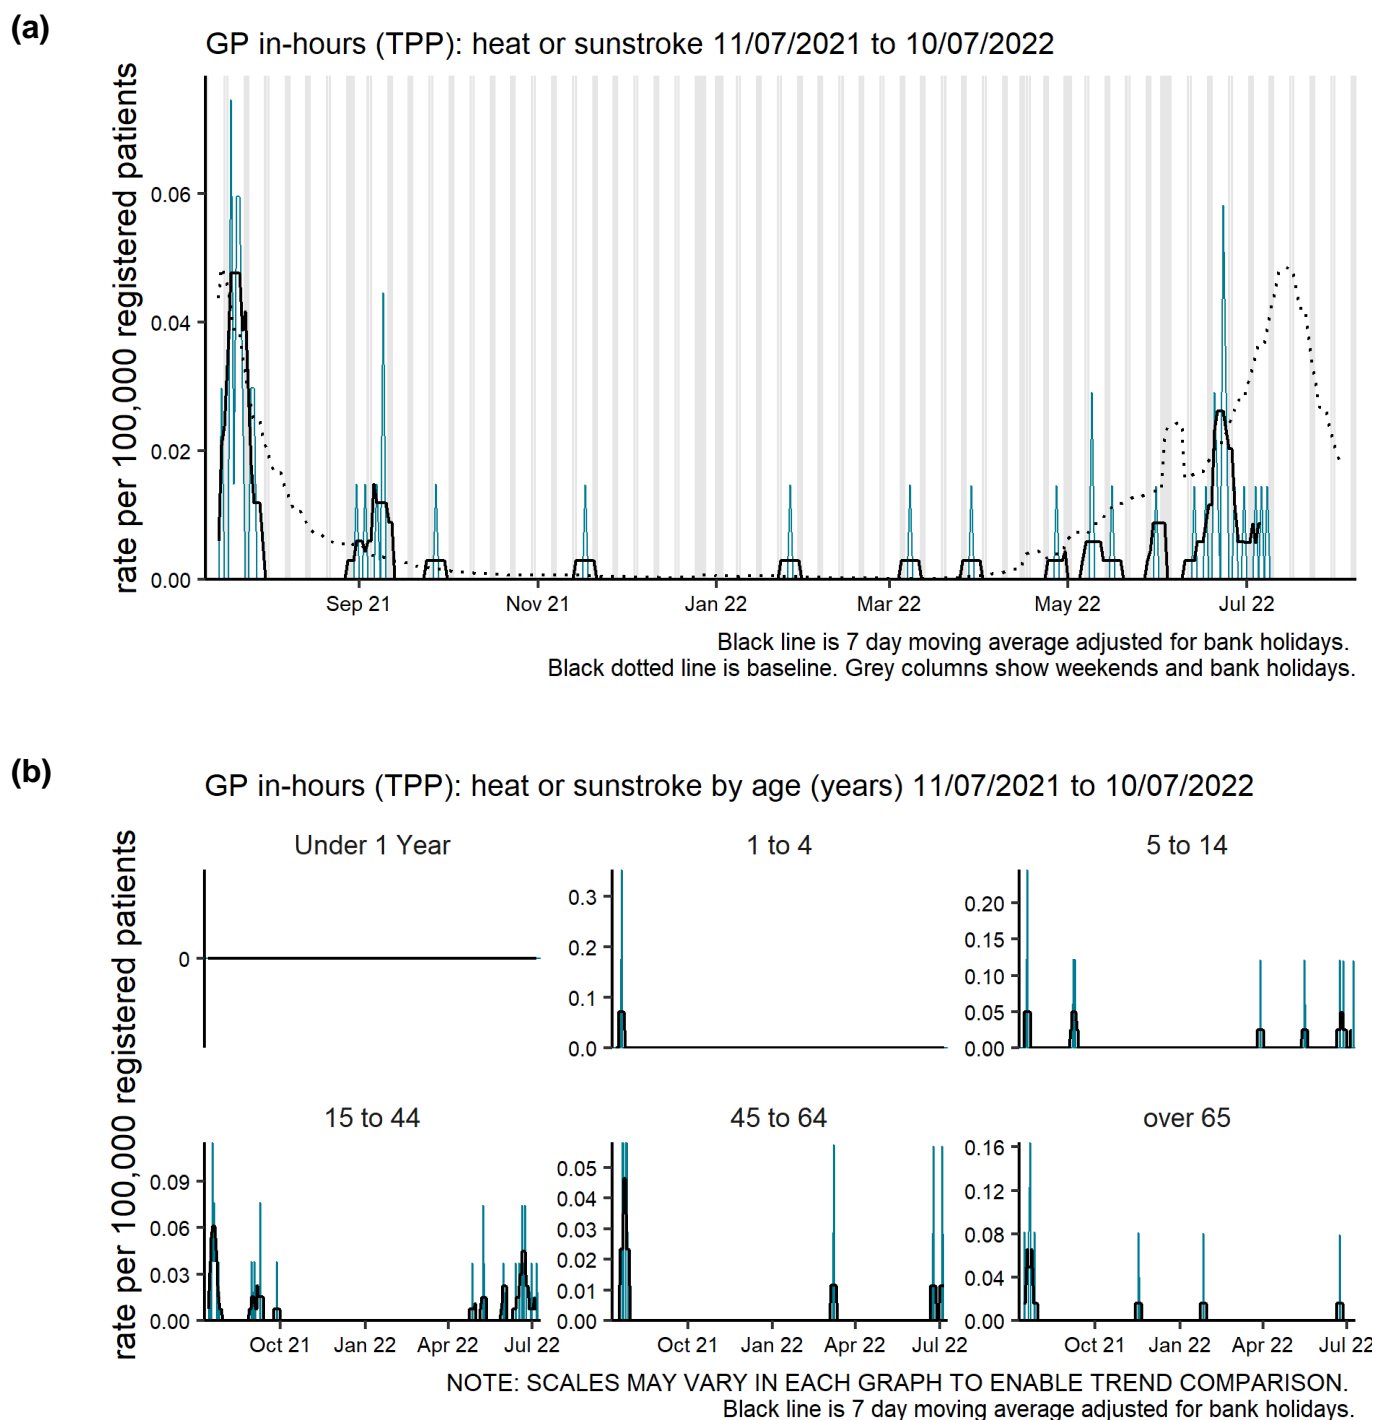 (a)
GP in-hours (TPP): heat or sunstroke 11/07/2021 to 10/07/2022
rate per 100,000 registered patients
0.06
0.04
0.02
0.00
Sep 21 Nov 21 Jan 22 Mar 22 May 22 Jul 22
Black line is 7 day moving average adjusted for bank holidays.
Black dotted line is baseline. Grey columns show weekends and bank holidays.
(b)
GP in-hours (TPP): heat or sunstroke by age (years) 11/07/2021 to 10/07/2022
rate per 100,000 registered patients
Under 1 Year
0
1 to 4
0.3
0.2
0.1
0.0
5 to 14
0.20
0.15
0.10
0.05
0.00
15 to 44
0.09
0.06
0.03
0.00
Oct 21 Jan 22 Apr 22 Jul 22
45 to 64
0.05
0.04
0.03
0.02
0.01
0.00
Oct 21 Jan 22 Apr 22 Jul 22
over 65
0.16
0.12
0.08
0.04
0.00
Oct 21 Jan 22 Apr 22 Jul 22
NOTE: SCALES MAY VARY IN EACH GRAPH TO ENABLE TREND COMPARISON.
Black line is 7 day moving average adjusted for bank holidays.